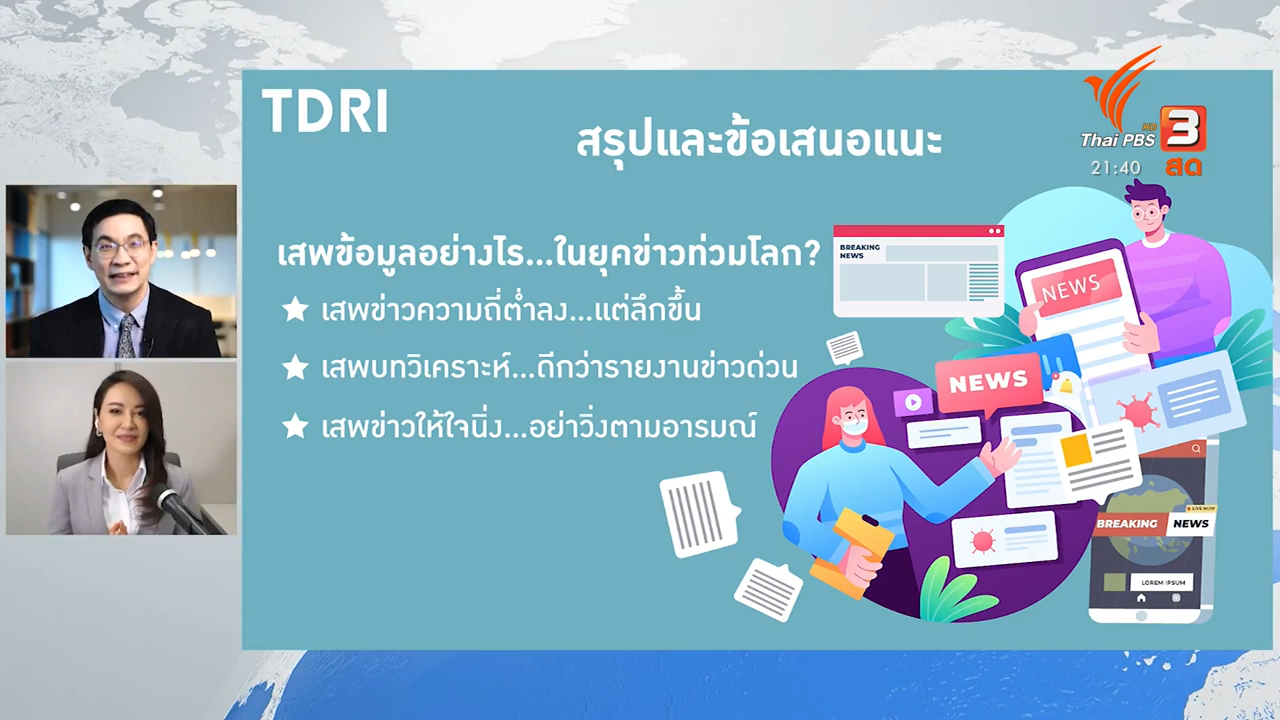 TDRI
สรุปและข้อเสนอแนะ
Thai PBS HD 3
21:40 สด
เสพข้อมูลอย่างไร...ในยุคข่าวท่วมโลก?
★ เสพข่าวความถี่ต่ำลง...แต่ลึกขึ้น
★ เสพบทวิเคราะห์...ดีกว่ารายงานข่าวด่วน
★ เสพข่าวให้ใจนิ่ง...อย่าวิ่งตามอารมณ์
BREAKING
NEWS
NEWS
NEWS
LIVE NOW
BREAKING NEWS
LOREM IPSUM